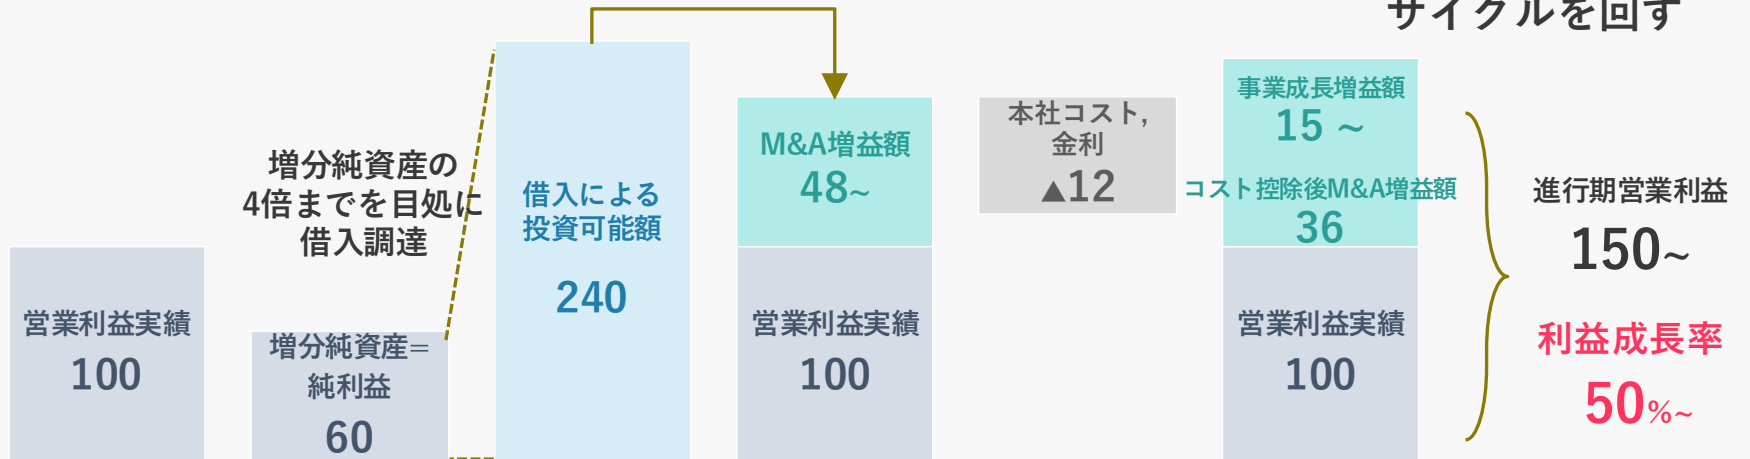 サイクルを回す
営業利益実績
100
増分純資産の
4倍までを目処に
借入調達
増分純資産=
純利益
60
借入による
投資可能額
240
M&A増益額
48~
営業利益実績
100
本社コスト,
金利
▲12
事業成長増益額
15 ~
コスト控除後M&A増益額
36
営業利益実績
100
進行期営業利益
150~
利益成長率
50%~